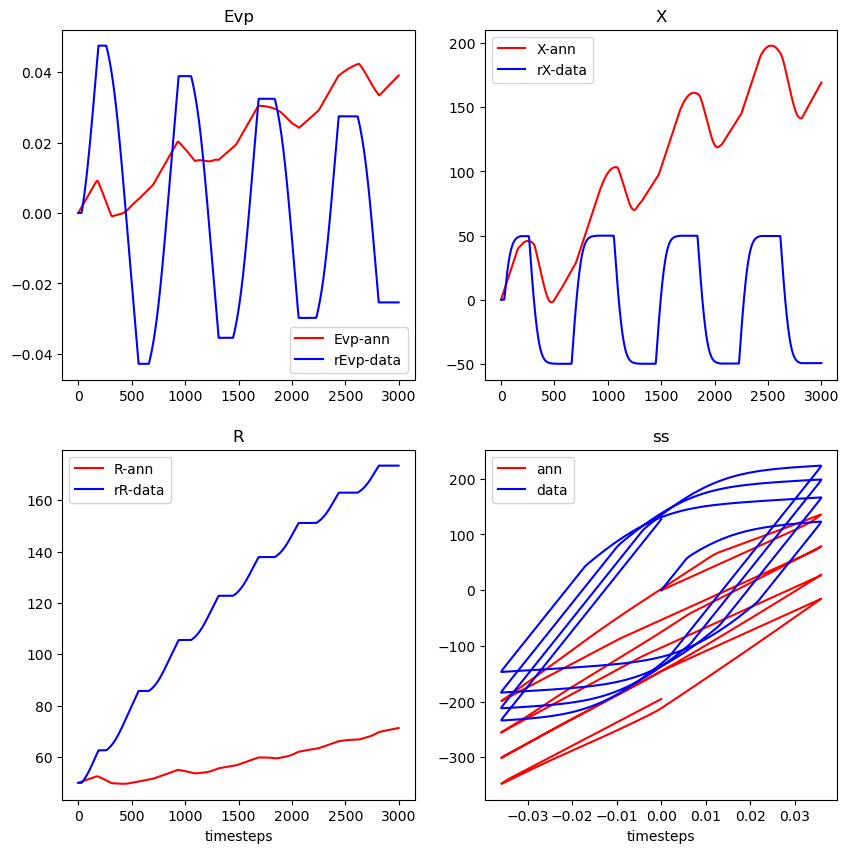 Evp
0.04
0.02
0.00
−0.02
−0.04
Evp-ann
rEvp-data
0 500 1000 1500 2000 2500 3000
X
200
150
100
50
0
−50
X-ann
rX-data
0 500 1000 1500 2000 2500 3000
R
160
140
120
100
80
60
R-ann
rR-data
0 500 1000 1500 2000 2500 3000
timesteps
ss
200
100
0
−100
−200
−300
ann
data
−0.03 −0.02 −0.01 0.00 0.01 0.02 0.03
timesteps